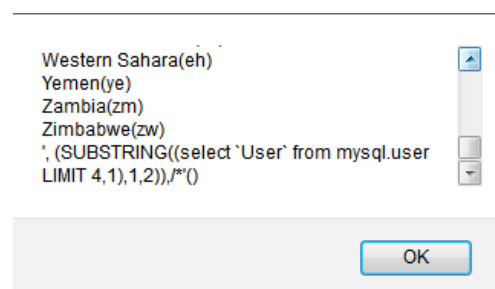 Western Sahara(eh)
Yemen(ye)
Zambia(zm)
Zimbabwe(zw)
', (SUBSTRING((select `User` from mysql.user
LIMIT 4,1),1,2)),/*'()
OK